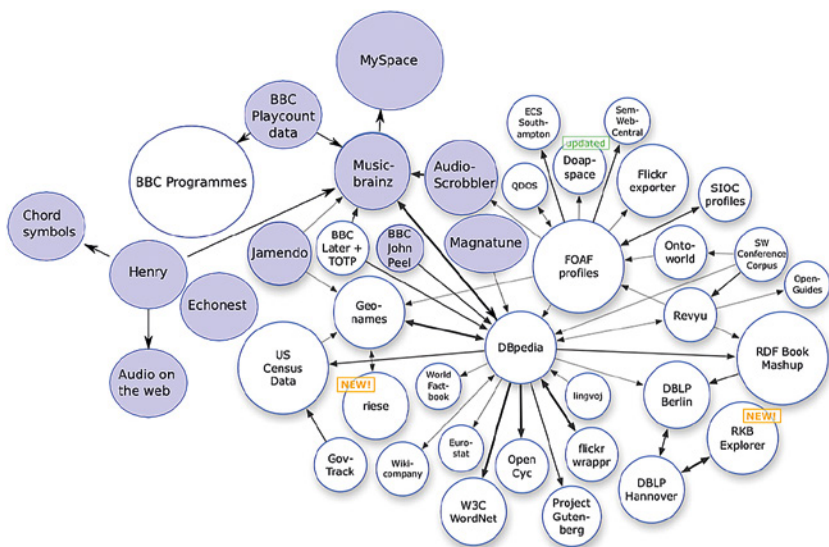 MySpace
BBC
Playcount
data
BBC Programmes
Music-
brainz
Audio-
Scrobbler
ECS
South-
ampton
Sem-
Web-
Central
updated
Doap-
space
QDOS
Flickr
exporter
SIOC
profiles
Chord
symbols
Henry
Echonest
Audio on
the web
Jamendo
BBC
Later +
TOTP
BBC
John
Peel
Magnatune
FOAF
profiles
Onto-
world
SW
Conference
Corpus
Open-
Guides
Revyu
Geo-
names
US
Census
Data
DBpedia
RDF Book
Mashup
NEW!
riese
World
Fact-
book
lingvoj
DBLP
Berlin
NEW!
RKB
Explorer
Gov-
Track
Wiki-
company
Euro-
stat
Open
Cyc
flickr
wrappr
W3C
WordNet
Project
Guten-
berg
DBLP
Hannover